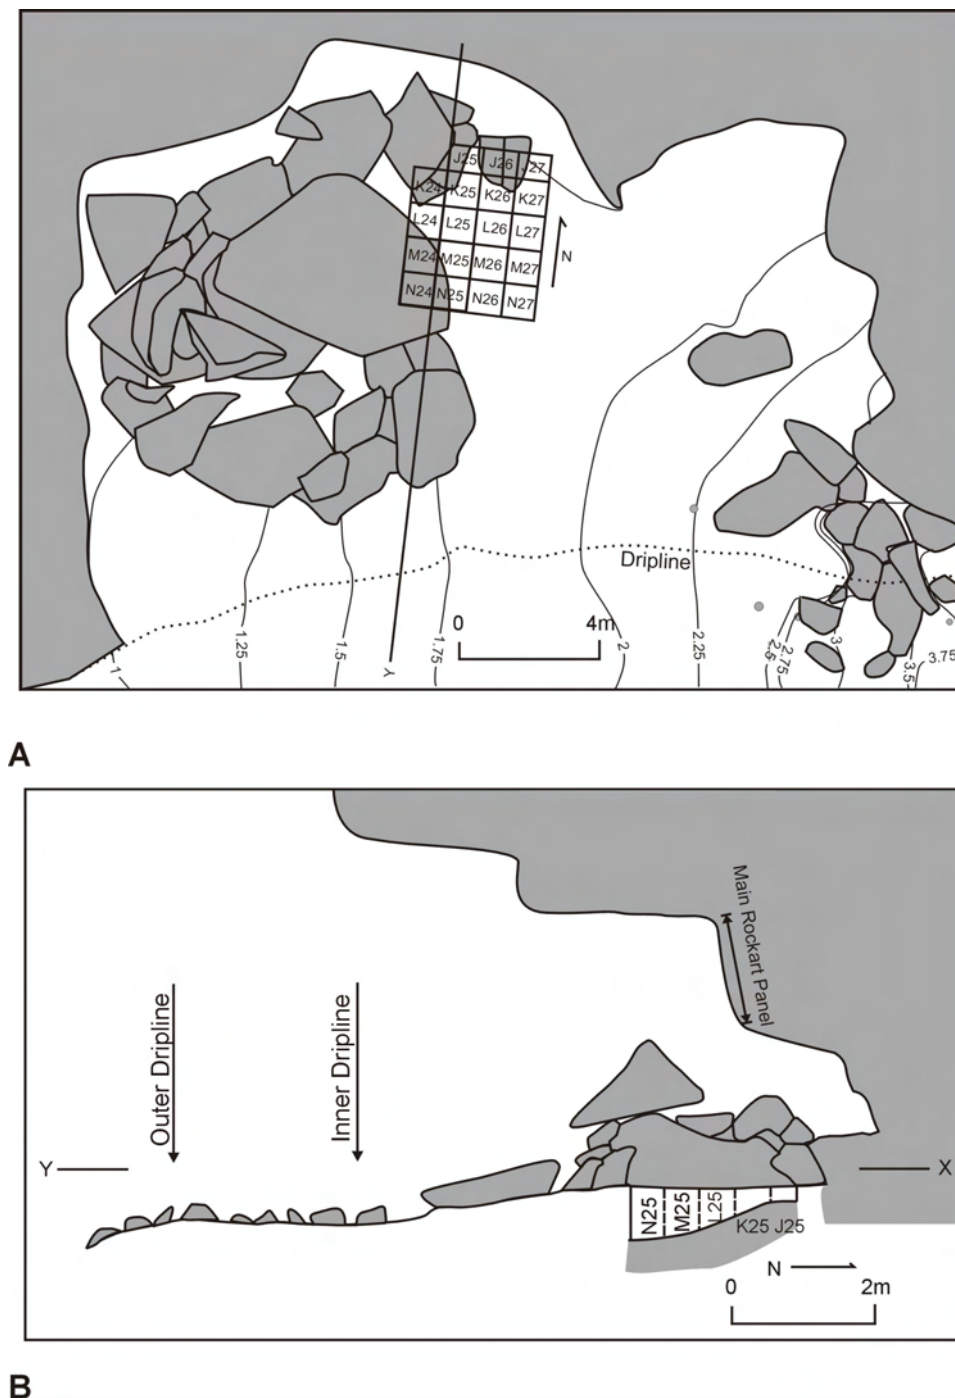 J25 J26 J27
K24 K25 K26 K27
L24 L25 L26 L27
M24 M25 M26 M27
N24 N25 N26 N27
N
Dripline
0 4m
1
1.25
1.5
Y
1.75
2
2.25
2.5
2.75
3
3.5
3.75
A
Main Rockart Panel
Outer Dripline
Inner Dripline
Y
X
N25 M25 L25 K25 J25
N
0 2m
B